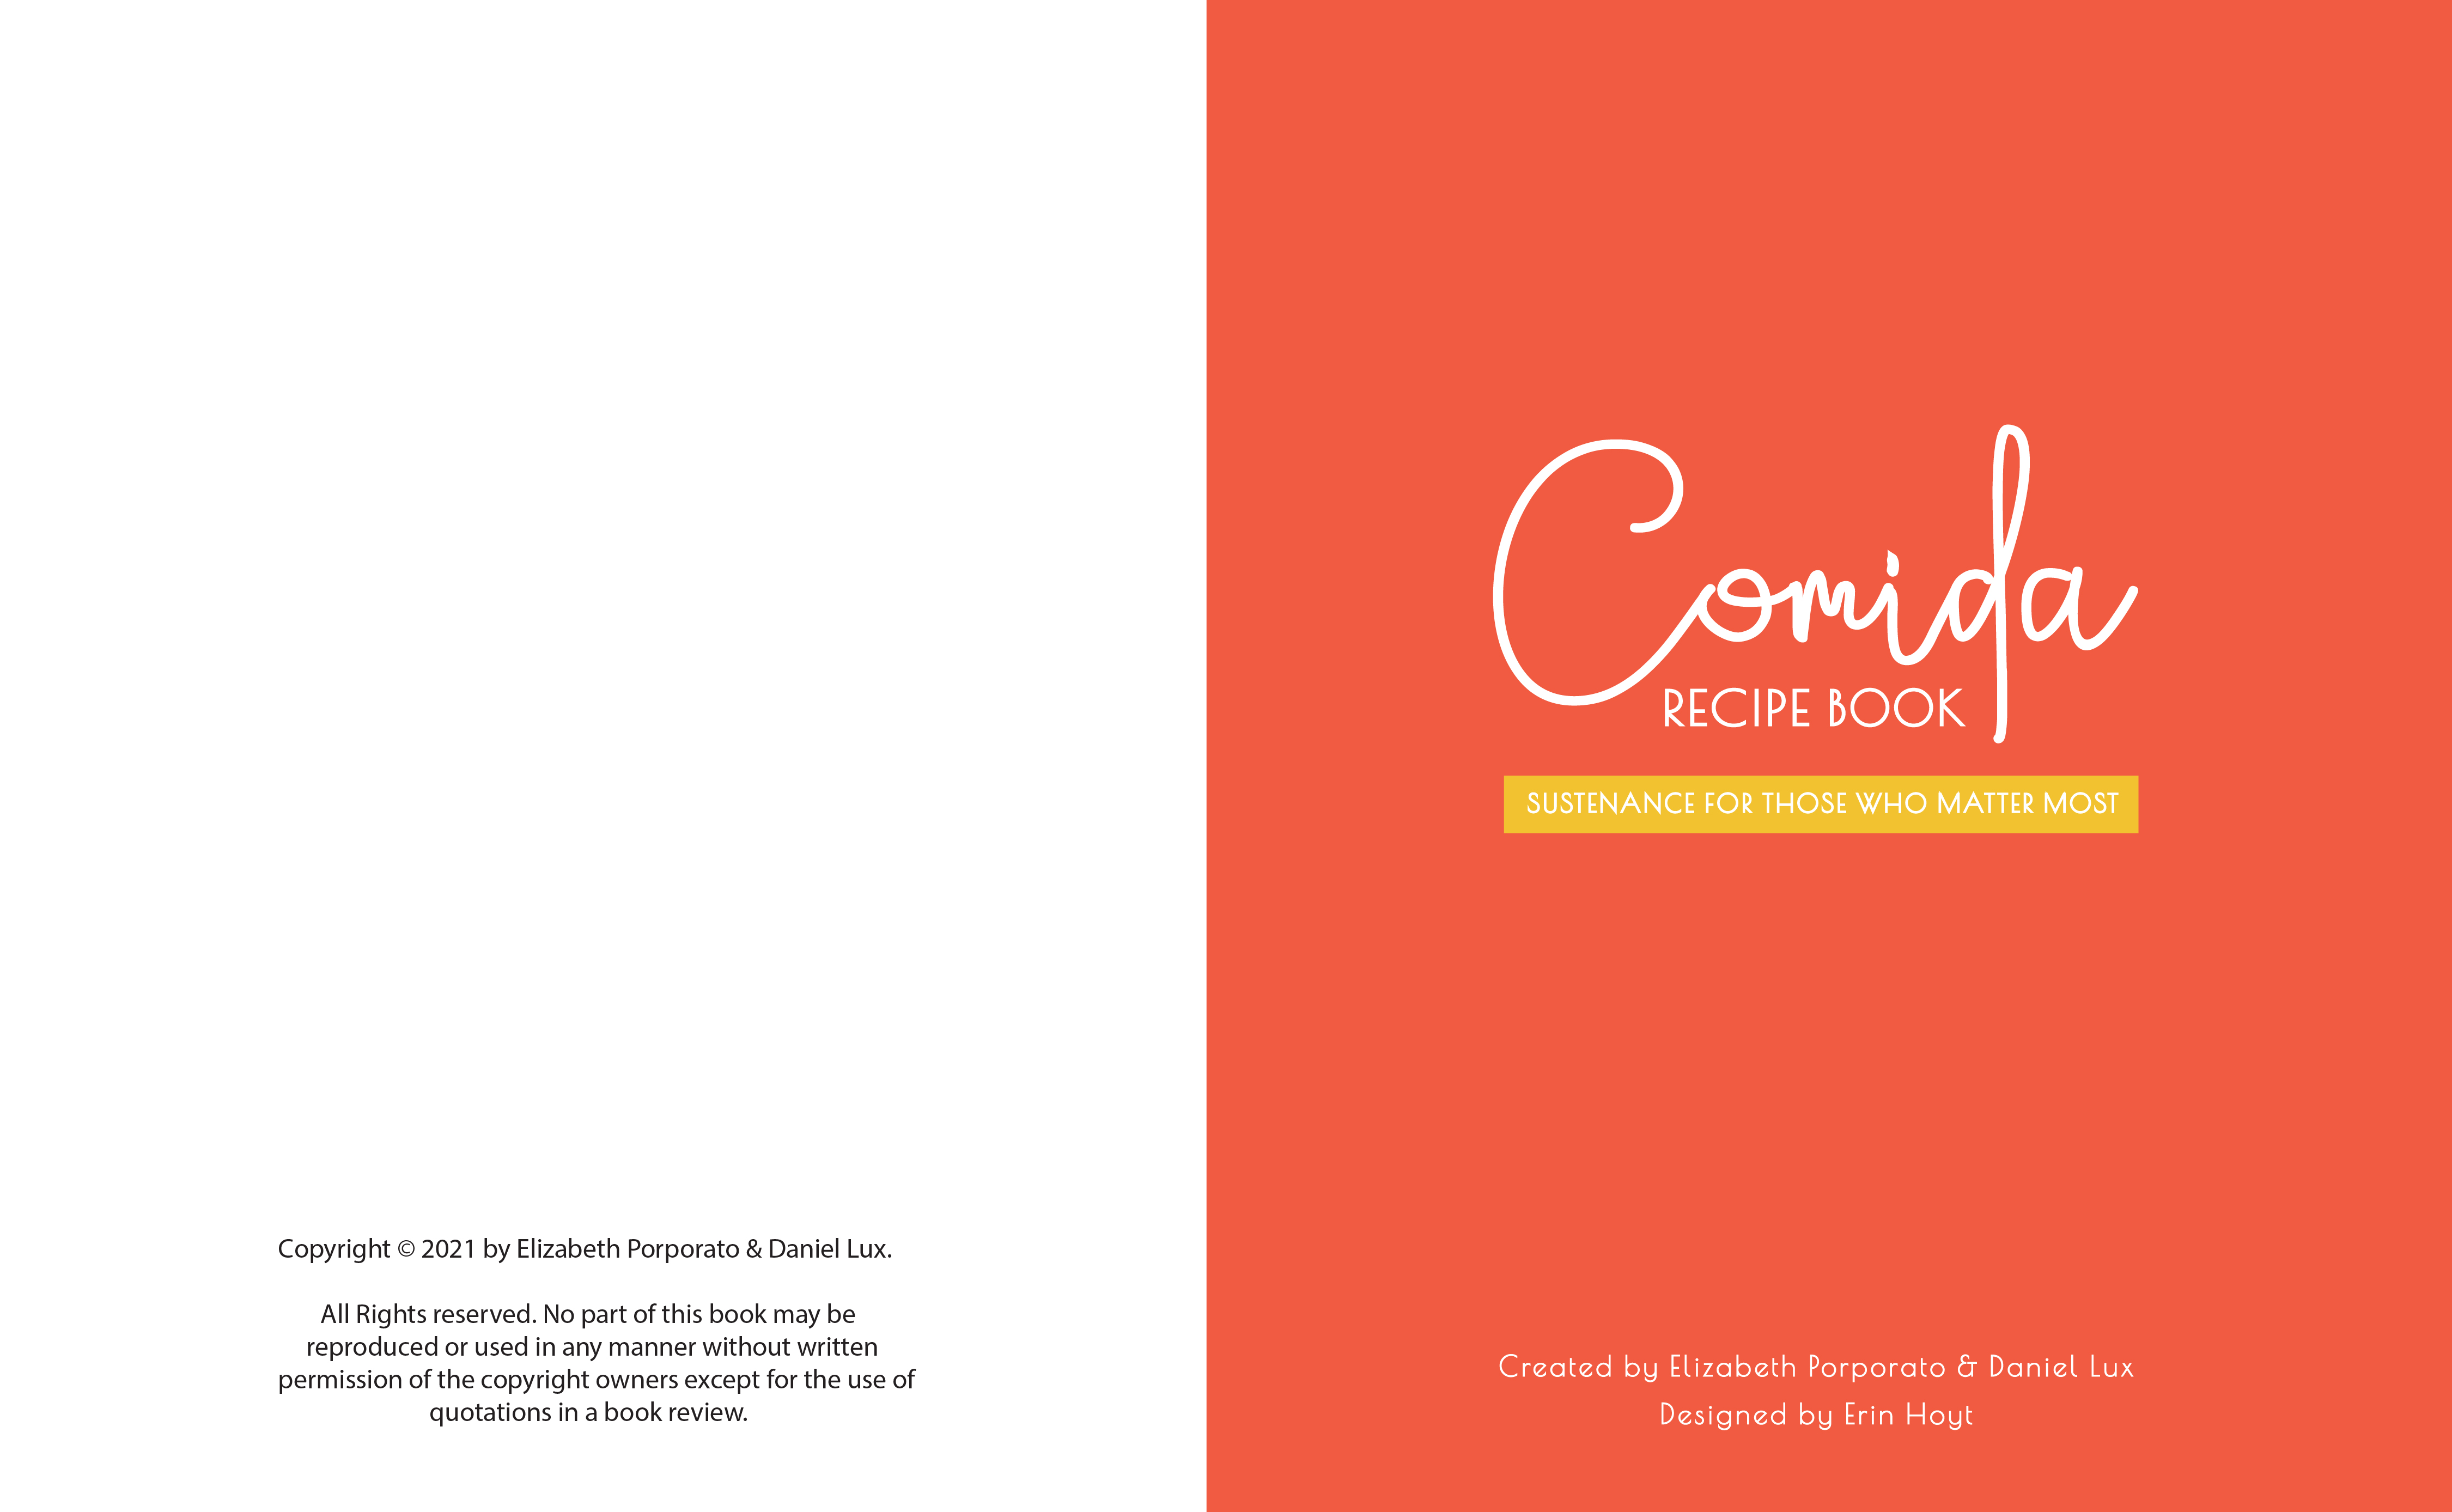 Copyright © 2021 by Elizabeth Porporato & Daniel Lux.
All Rights reserved. No part of this book may be
reproduced or used in any manner without written
permission of the copyright owners except for the use of
quotations in a book review.
Comida
RECIPE BOOK
SUSTENANCE FOR THOSE WHO MATTER MOST
Created by Elizabeth Porporato & Daniel Lux
Designed by Erin Hoyt